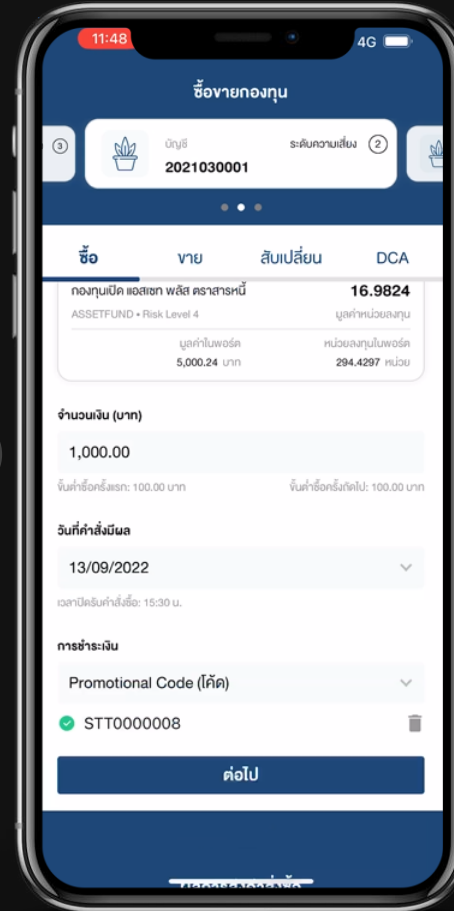 11:48
4G
ซื้อขายกองทุน
3
บัญชี
ระดับความเสี่ยง 2
2021030001
ซื้อ ขาย สับเปลี่ยน DCA
กองทุนเปิด แอสเซท พลัส ตราสารหนี้ 16.9824
ASSETFUND • Risk Level 4 มูลค่าหน่วยลงทุน
มูลค่าในพอร์ต หน่วยลงทุนในพอร์ต
5,000.24 บาท 294.4297 หน่วย
จำนวนเงิน (บาท)
1,000.00
ขั้นต่ำซื้อครั้งแรก: 100.00 บาท ขั้นต่ำซื้อครั้งถัดไป: 100.00 บาท
วันที่คำสั่งมีผล
13/09/2022
เวลาปิดรับคำสั่งซื้อ: 15:30 น.
การชำระเงิน
Promotional Code (โค้ด)
STT0000008
ต่อไป